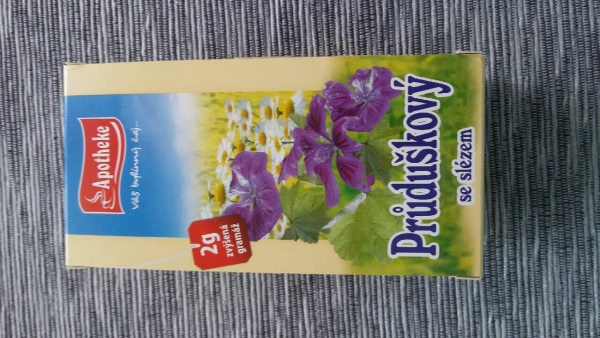 Apotheke
váš bylinný čaj...
2g
zvýšená
gramáž
Průduškový
se slézem